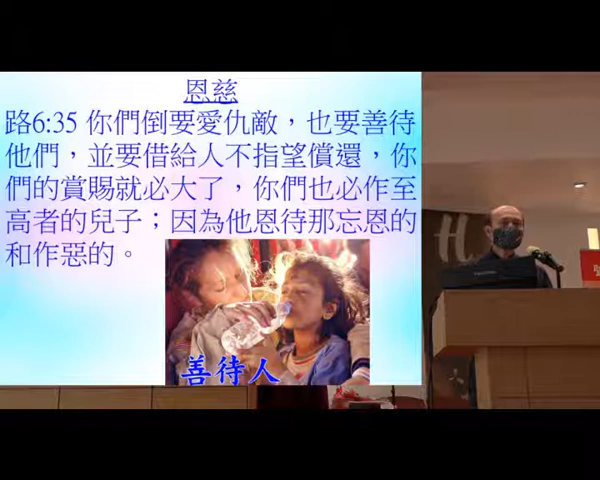 恩慈
路6:35 你們倒要愛仇敵，也要善待
他們，並要借給人不指望償還，你
們的賞賜就必大了，你們也必作至
高者的兒子；因為他恩待那忘恩的
和作惡的。
善待人
H